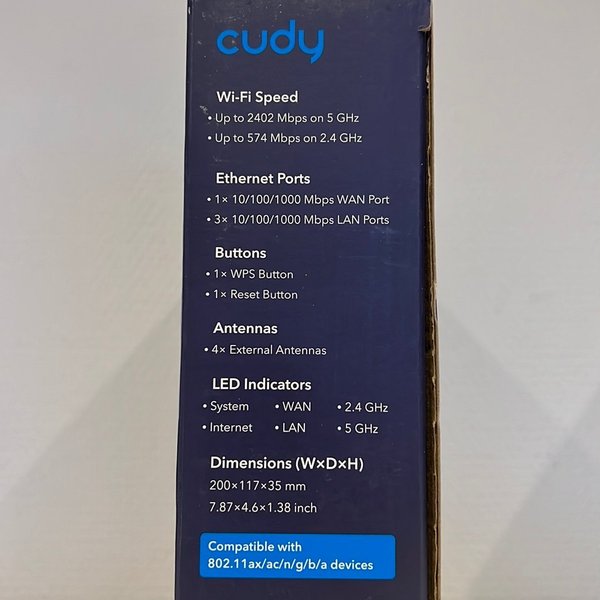 cudy
Wi-Fi Speed
• Up to 2402 Mbps on 5 GHz
• Up to 574 Mbps on 2.4 GHz
Ethernet Ports
• 1× 10/100/1000 Mbps WAN Port
• 3× 10/100/1000 Mbps LAN Ports
Buttons
• 1× WPS Button
• 1× Reset Button
Antennas
• 4× External Antennas
LED Indicators
• System • WAN • 2.4 GHz
• Internet • LAN • 5 GHz
Dimensions (W×D×H)
200×117×35 mm
7.87×4.6×1.38 inch
Compatible with
802.11ax/ac/n/g/b/a devices